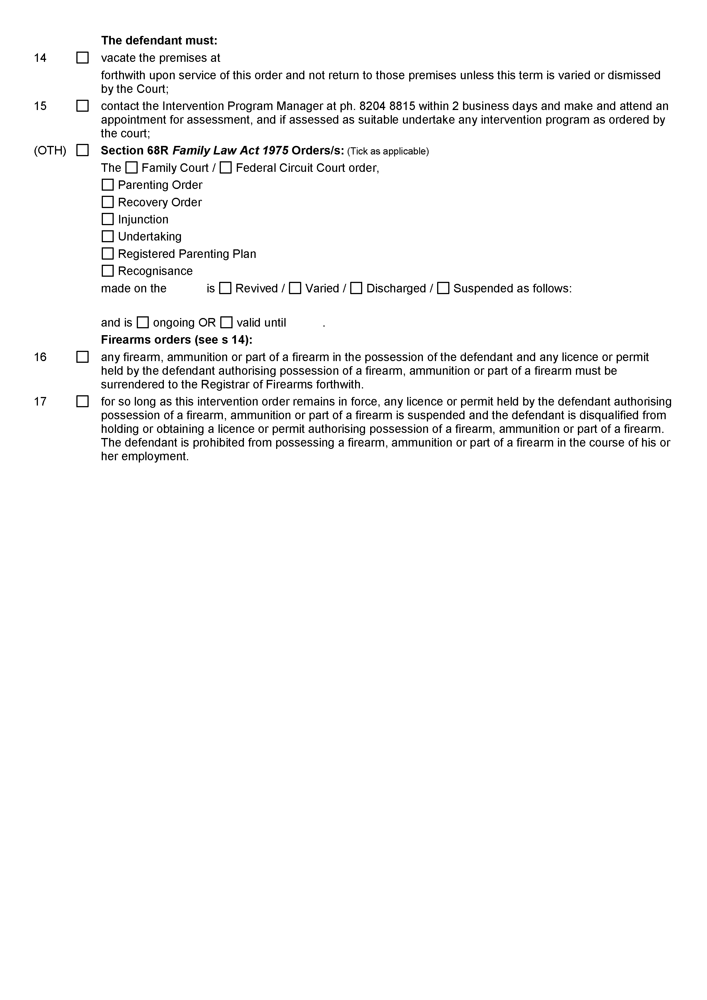 The defendant must:
14 ☐ vacate the premises at
forthwith upon service of this order and not return to those premises unless this term is varied or dismissed
by the Court;
15 ☐ contact the Intervention Program Manager at ph. 8204 8815 within 2 business days and make and attend an
appointment for assessment, and if assessed as suitable undertake any intervention program as ordered by
the court;
(OTH) ☐ Section 68R Family Law Act 1975 Orders/s: (Tick as applicable)
The ☐ Family Court / ☐ Federal Circuit Court order,
☐ Parenting Order
☐ Recovery Order
☐ Injunction
☐ Undertaking
☐ Registered Parenting Plan
☐ Recognisance
made on the is ☐ Revived / ☐ Varied / ☐ Discharged / ☐ Suspended as follows:
and is ☐ ongoing OR ☐ valid until .
Firearms orders (see s 14):
16 ☐ any firearm, ammunition or part of a firearm in the possession of the defendant and any licence or permit
held by the defendant authorising possession of a firearm, ammunition or part of a firearm must be
surrendered to the Registrar of Firearms forthwith.
17 ☐ for so long as this intervention order remains in force, any licence or permit held by the defendant authorising
possession of a firearm, ammunition or part of a firearm is suspended and the defendant is disqualified from
holding or obtaining a licence or permit authorising possession of a firearm, ammunition or part of a firearm.
The defendant is prohibited from possessing a firearm, ammunition or part of a firearm in the course of his or
her employment.